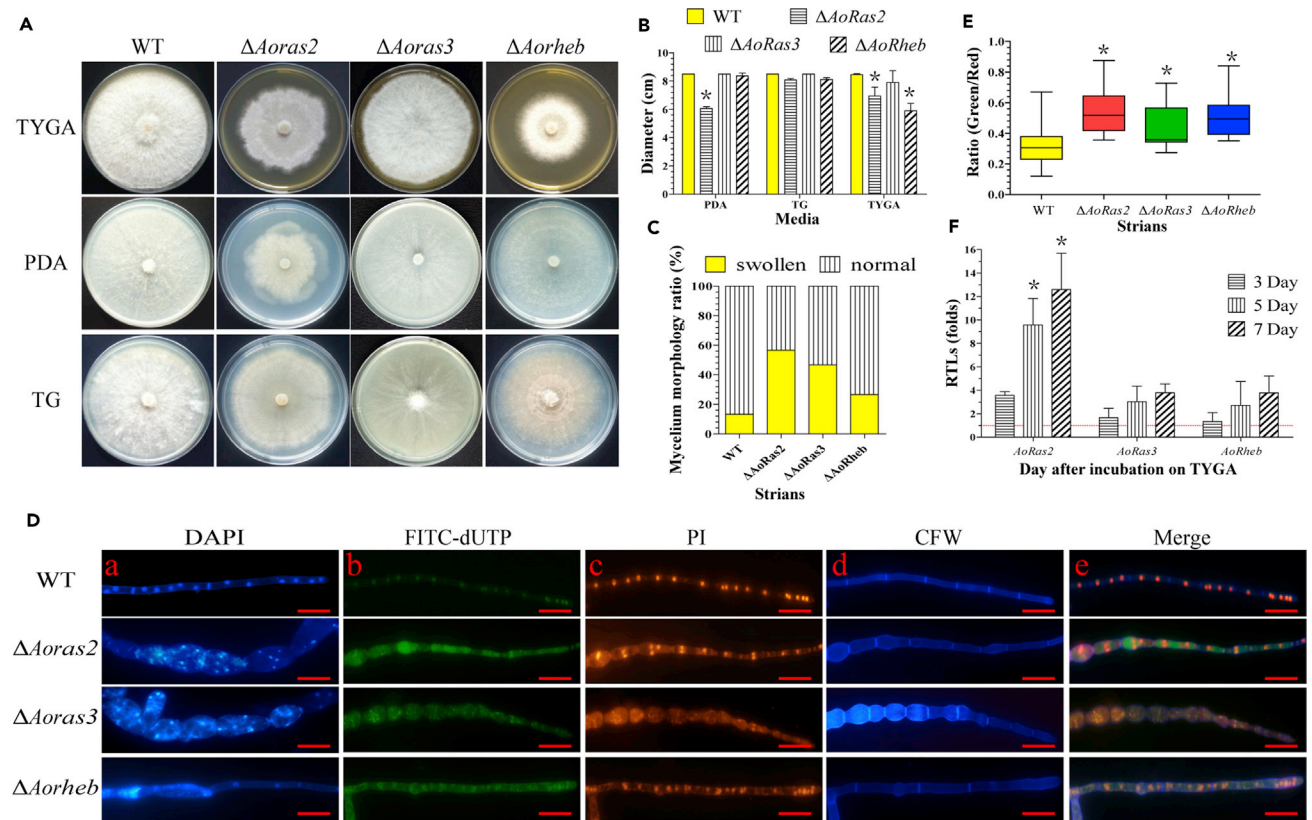 A
WT
ΔAoras2
ΔAoras3
ΔAorheb
TYGA
PDA
TG
B
WT
ΔAoRas2
ΔAoRas3
ΔAoRheb
Diameter (cm)
10
8
6
4
2
0
PDA
TG
TYGA
*
*
*
Media
C
swollen
normal
Mycelium morphology ratio (%)
100
80
60
40
20
0
WT
ΔAoRas2
ΔAoRas3
ΔAoRheb
Strians
E
Ratio (Green/Red)
1.0
0.8
0.6
0.4
0.2
0.0
*
*
*
WT
ΔAoRas2
ΔAoRas3
ΔAoRheb
Strians
F
RTLs (folds)
16
14
12
10
8
6
4
2
0
*
*
3 Day
5 Day
7 Day
AoRas2
AoRas3
AoRheb
Day after incubation on TYGA
D
DAPI
FITC-dUTP
PI
CFW
Merge
WT
a
b
c
d
e
ΔAoras2
ΔAoras3
ΔAorheb